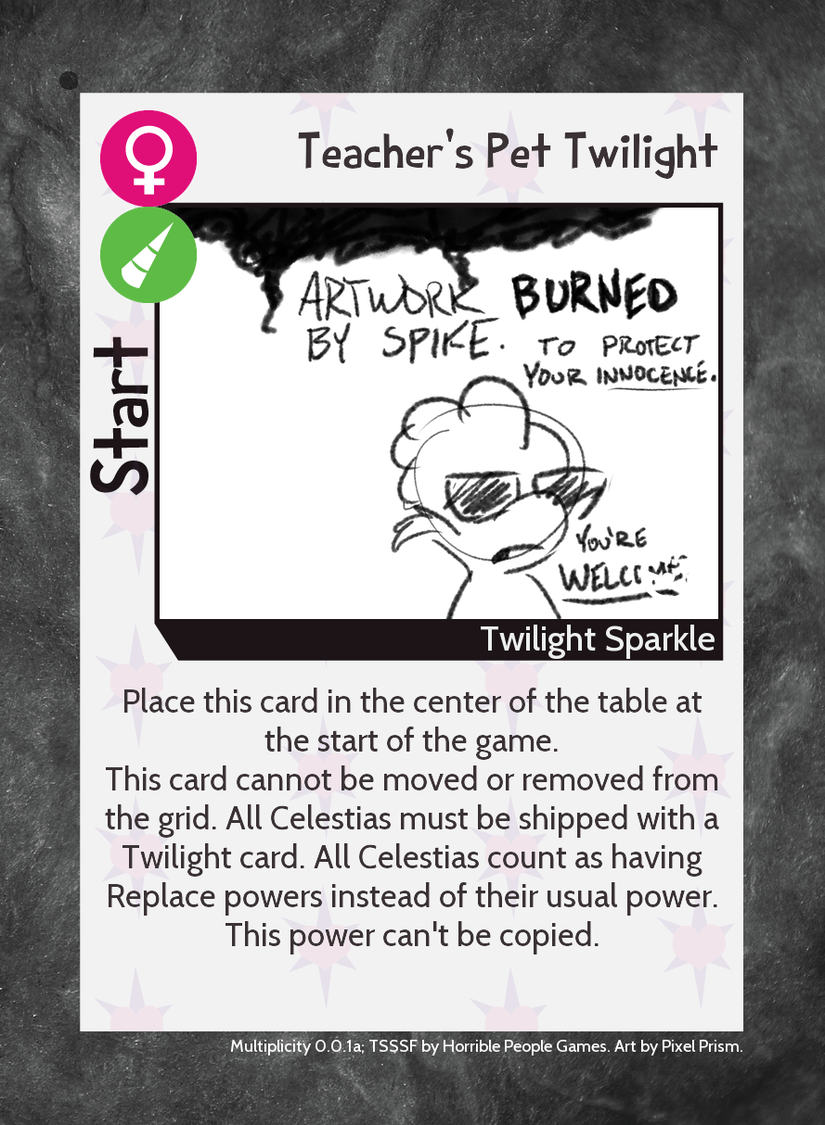 Teacher's Pet Twilight
Start
ARTWORK BURNED
BY SPIKE. TO PROTECT
YOUR INNOCENCE.
YOU'RE
WELCOME
Twilight Sparkle
Place this card in the center of the table at
the start of the game.
This card cannot be moved or removed from
the grid. All Celestias must be shipped with a
Twilight card. All Celestias count as having
Replace powers instead of their usual power.
This power can't be copied.
Multiplicity 0.0.1a; TSSSF by Horrible People Games. Art by Pixel Prism.